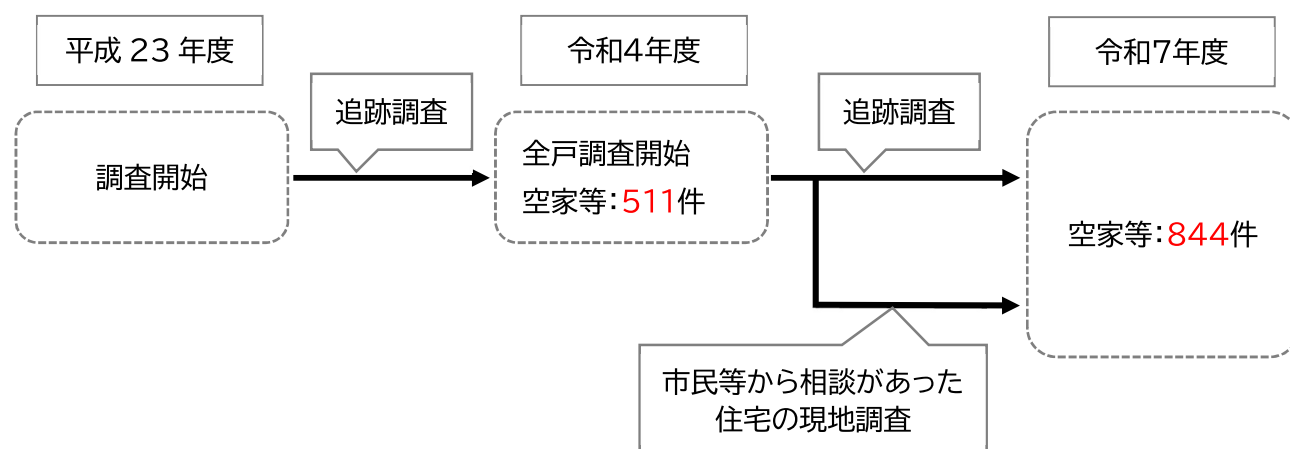 平成 23 年度
調査開始
追跡調査
令和4年度
全戸調査開始
空家等：511件
追跡調査
市民等から相談があった
住宅の現地調査
令和7年度
空家等：844件